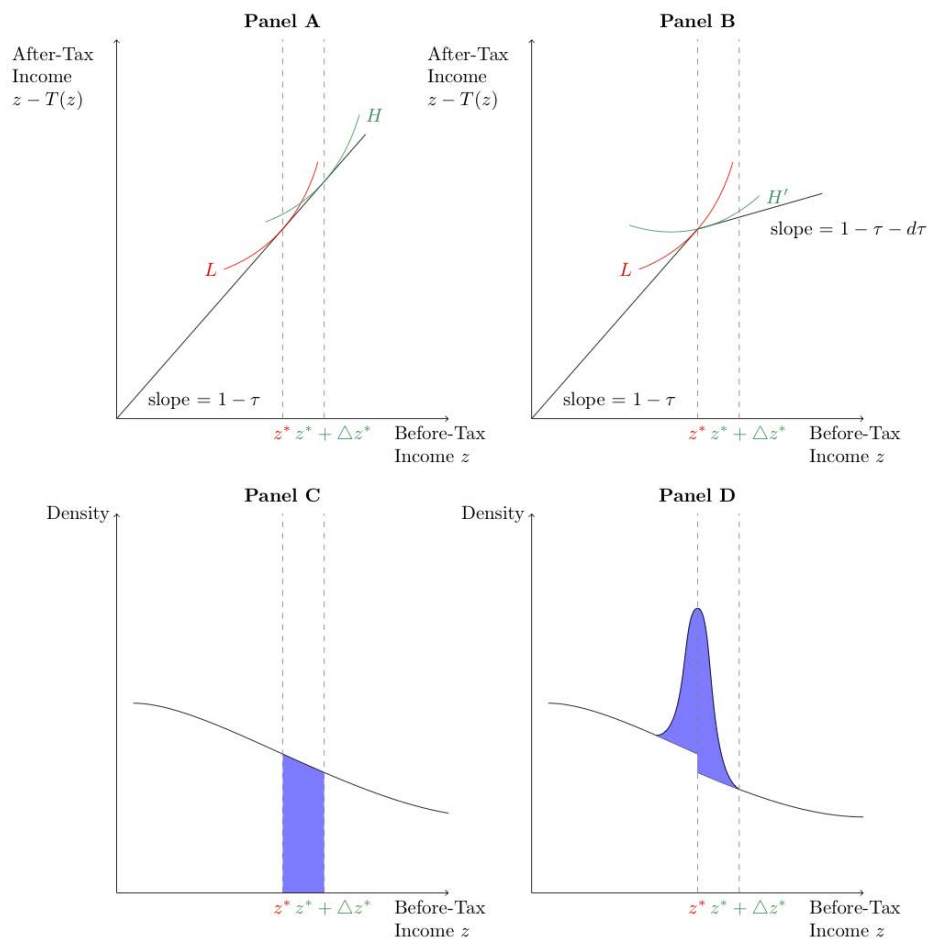 Panel A
After-Tax
Income
z − T(z)
H
L
slope = 1 − τ
z* z* + △z*
Before-Tax
Income z
Panel B
After-Tax
Income
z − T(z)
H′
slope = 1 − τ − dτ
L
slope = 1 − τ
z* z* + △z*
Before-Tax
Income z
Panel C
Density
z* z* + △z*
Before-Tax
Income z
Panel D
Density
z* z* + △z*
Before-Tax
Income z